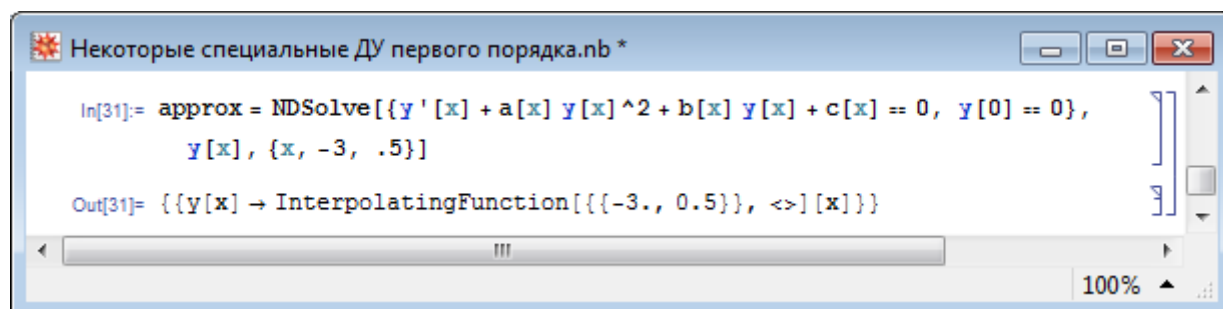 Некоторые специальные ДУ первого порядка.nb *
In[31]:= approx = NDSolve[{y'[x] + a[x] y[x]^2 + b[x] y[x] + c[x] == 0, y[0] == 0},
y[x], {x, -3, .5}]
Out[31]= {{y[x] → InterpolatingFunction[{{-3., 0.5}}, <>][x]}}
100%